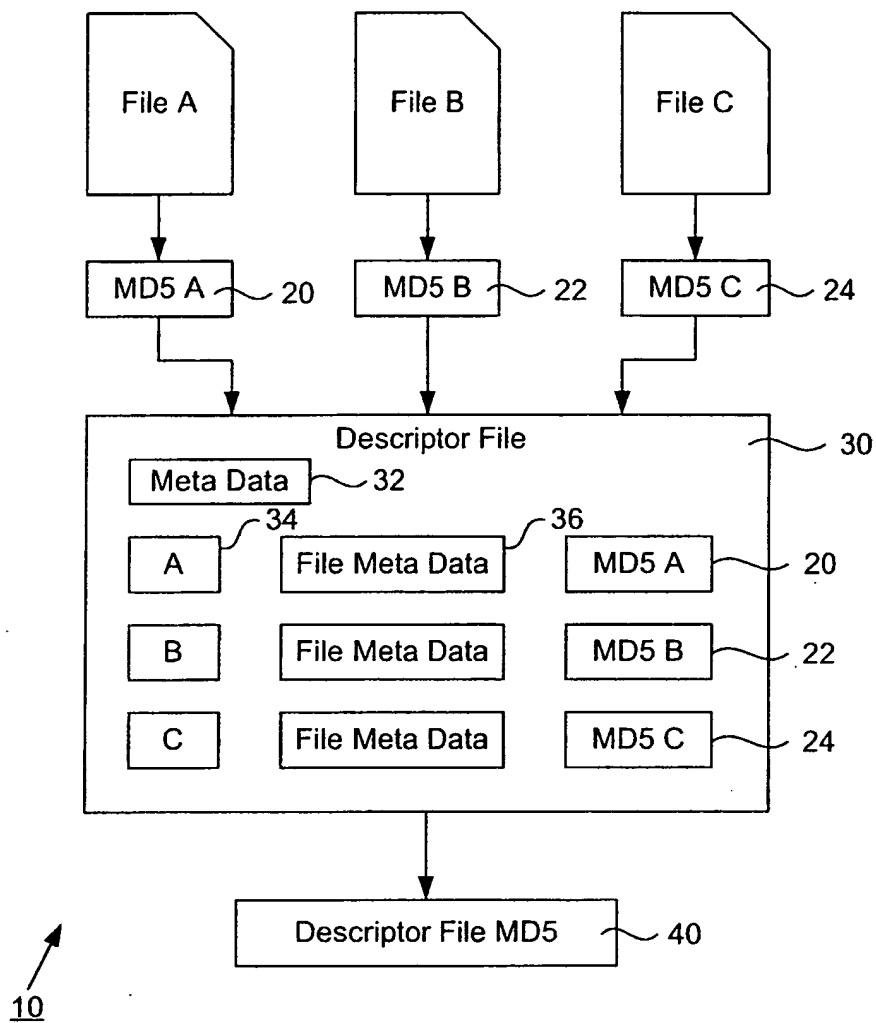 File A File B File C
MD5 A 20 MD5 B 22 MD5 C 24
Descriptor File 30
Meta Data 32
34 36
A File Meta Data MD5 A 20
B File Meta Data MD5 B 22
C File Meta Data MD5 C 24
Descriptor File MD5 40
10